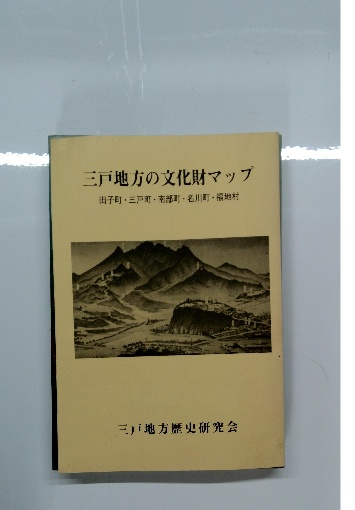 三戸地方の文化財マップ
田子町・三戸町・南部町・名川町・福地村
三戸地方歴史研究会